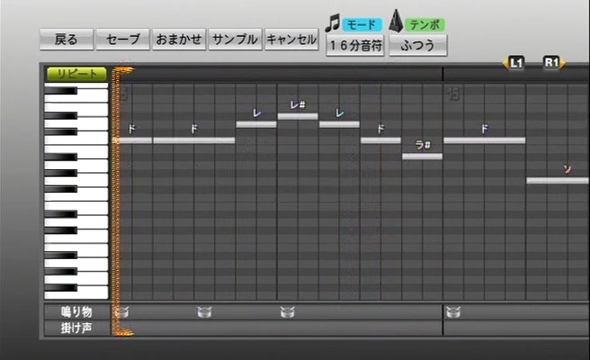 モード
テンポ
戻る
セーブ
おまかせ
サンプル
キャンセル
16分音符
ふつう
L1
R1
リピート
15
ド
ド
レ
レ#
レ
ド
ラ#
ド
ソ
鳴り物
掛け声